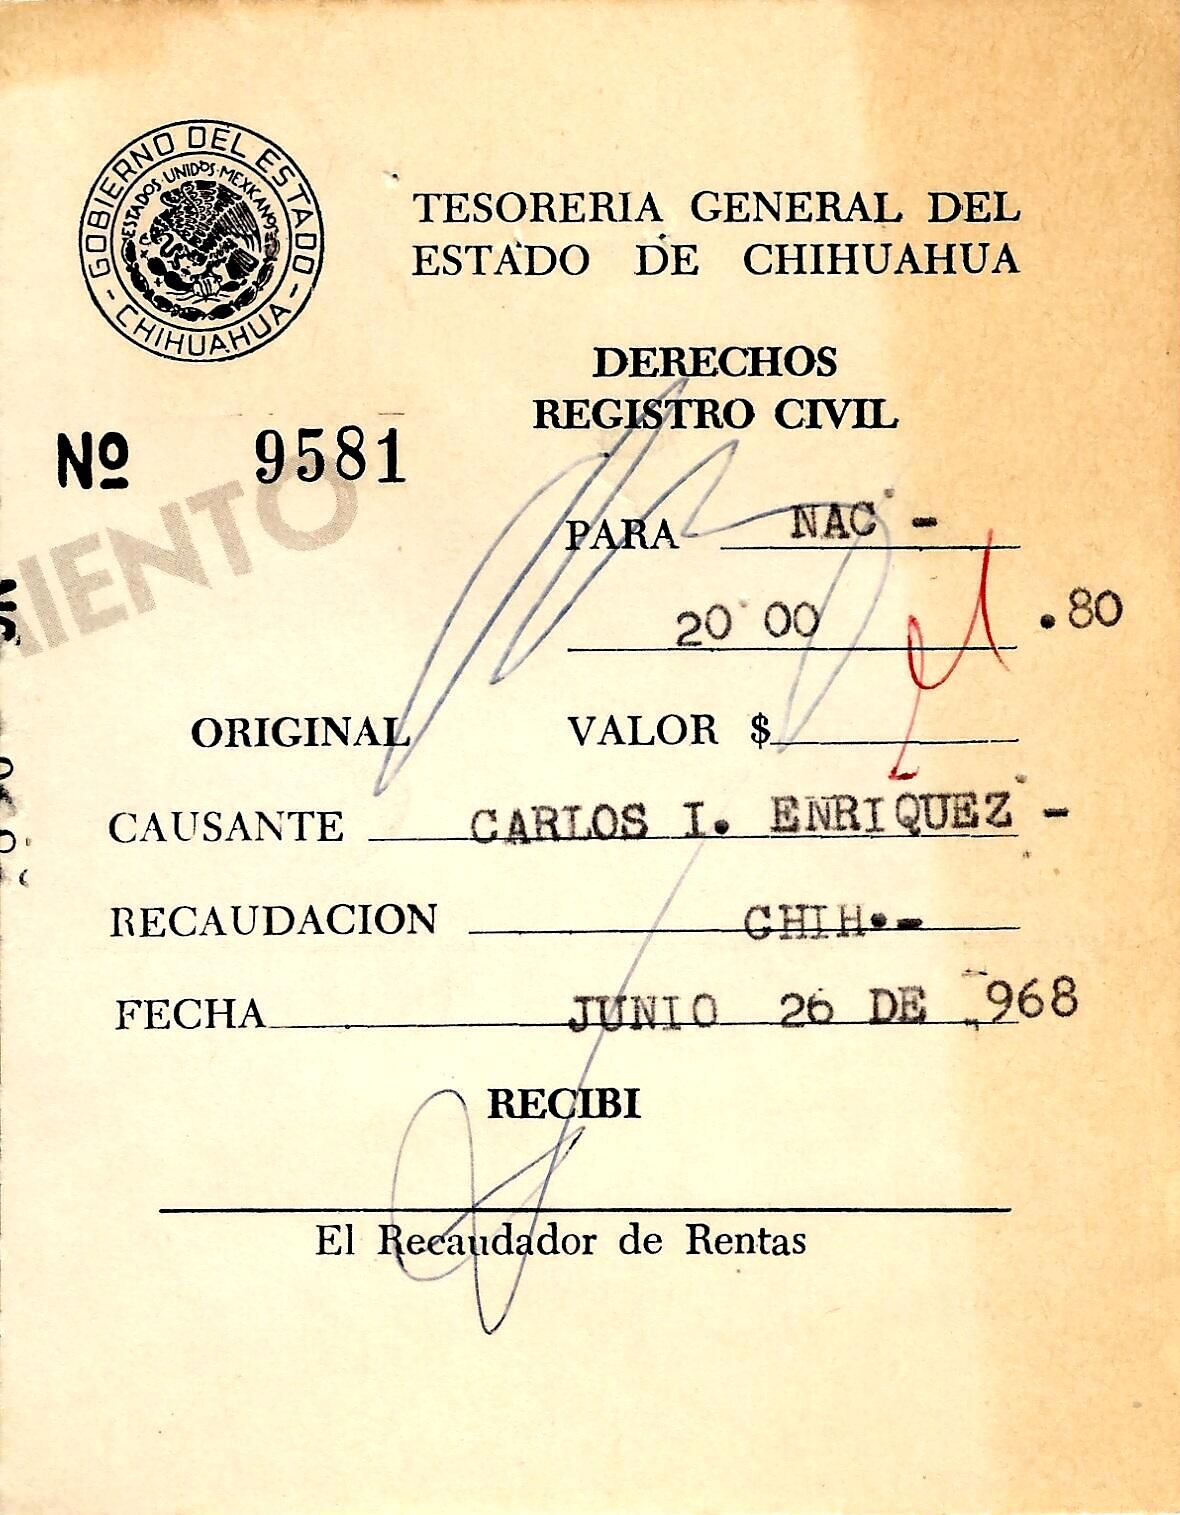 GOBIERNO DEL ESTADO
ESTADOS UNIDOS MEXICANOS
- CHIHUAHUA -
TESORERIA GENERAL DEL
ESTADO DE CHIHUAHUA
DERECHOS
REGISTRO CIVIL
Nº 9581
IENTO
PARA NAC -
20 00 .80
ORIGINAL VALOR $
CAUSANTE CARLOS I. ENRIQUEZ -
RECAUDACION CHIH.-
FECHA JUNIO 26 DE 968
RECIBI
El Recaudador de Rentas